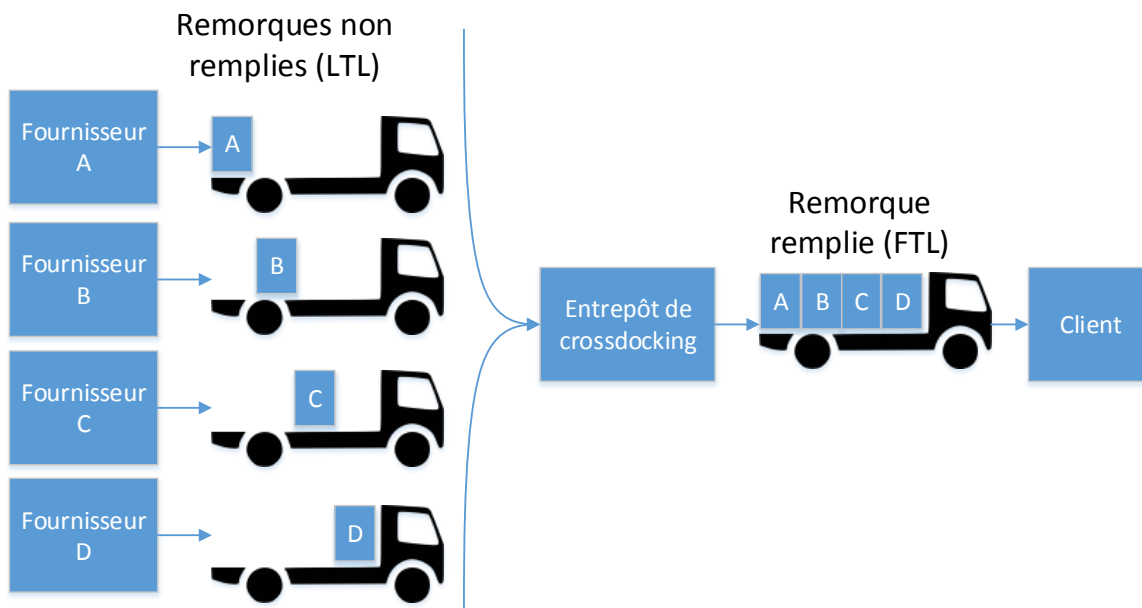 Remorques non
remplies (LTL)
Fournisseur
A
A
Fournisseur
B
B
Fournisseur
C
C
Fournisseur
D
D
Entrepôt de
crossdocking
Remorque
remplie (FTL)
A B C D
Client